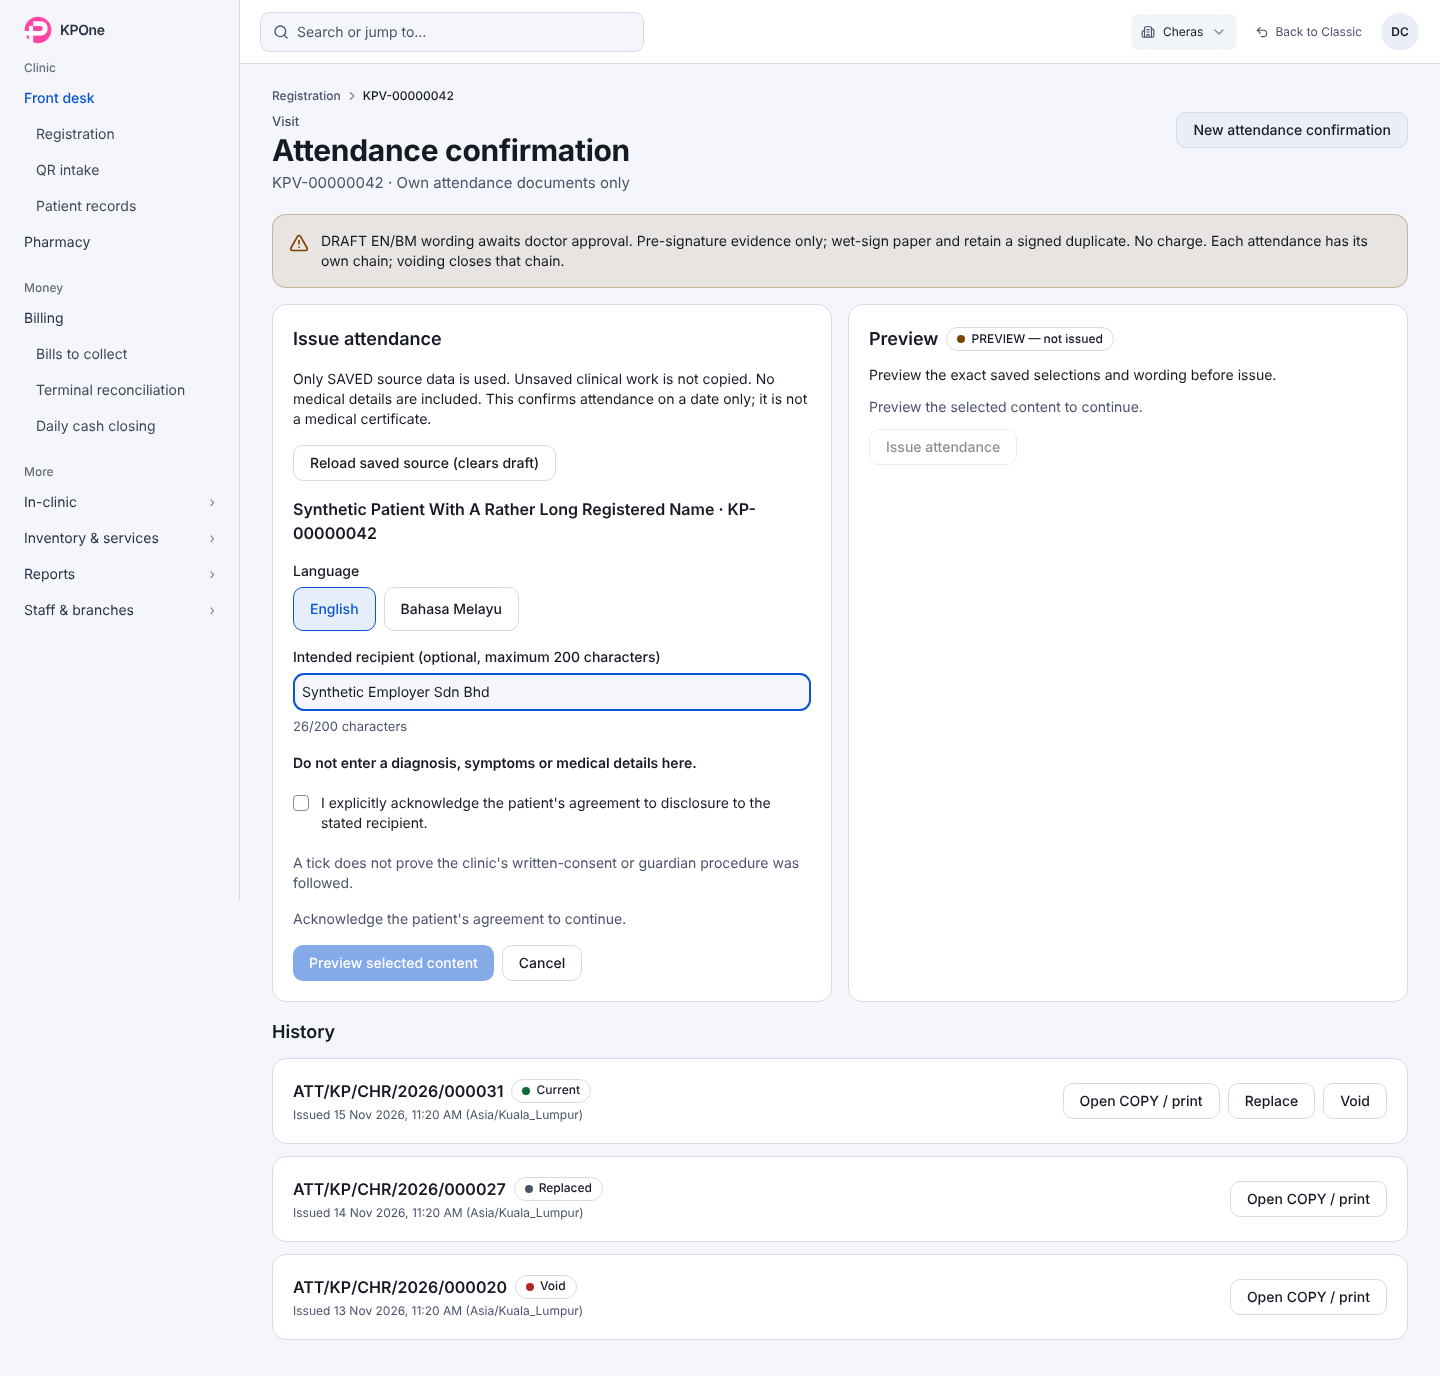 KPOne
Clinic
Front desk
Registration
QR intake
Patient records
Pharmacy
Money
Billing
Bills to collect
Terminal reconciliation
Daily cash closing
More
In-clinic
Inventory & services
Reports
Staff & branches
Search or jump to...
Cheras
Back to Classic
DC
Registration > KPV-00000042
Visit
Attendance confirmation
KPV-00000042 · Own attendance documents only
New attendance confirmation
DRAFT EN/BM wording awaits doctor approval. Pre-signature evidence only; wet-sign paper and retain a signed duplicate. No charge. Each attendance has its
own chain; voiding closes that chain.
Issue attendance
Only SAVED source data is used. Unsaved clinical work is not copied. No
medical details are included. This confirms attendance on a date only; it is not
a medical certificate.
Reload saved source (clears draft)
Synthetic Patient With A Rather Long Registered Name · KP-
00000042
Language
English
Bahasa Melayu
Intended recipient (optional, maximum 200 characters)
Synthetic Employer Sdn Bhd
26/200 characters
Do not enter a diagnosis, symptoms or medical details here.
I explicitly acknowledge the patient's agreement to disclosure to the
stated recipient.
A tick does not prove the clinic's written-consent or guardian procedure was
followed.
Acknowledge the patient's agreement to continue.
Preview selected content
Cancel
Preview
PREVIEW — not issued
Preview the exact saved selections and wording before issue.
Preview the selected content to continue.
Issue attendance
History
ATT/KP/CHR/2026/000031
Current
Issued 15 Nov 2026, 11:20 AM (Asia/Kuala_Lumpur)
Open COPY / print
Replace
Void
ATT/KP/CHR/2026/000027
Replaced
Issued 14 Nov 2026, 11:20 AM (Asia/Kuala_Lumpur)
Open COPY / print
ATT/KP/CHR/2026/000020
Void
Issued 13 Nov 2026, 11:20 AM (Asia/Kuala_Lumpur)
Open COPY / print